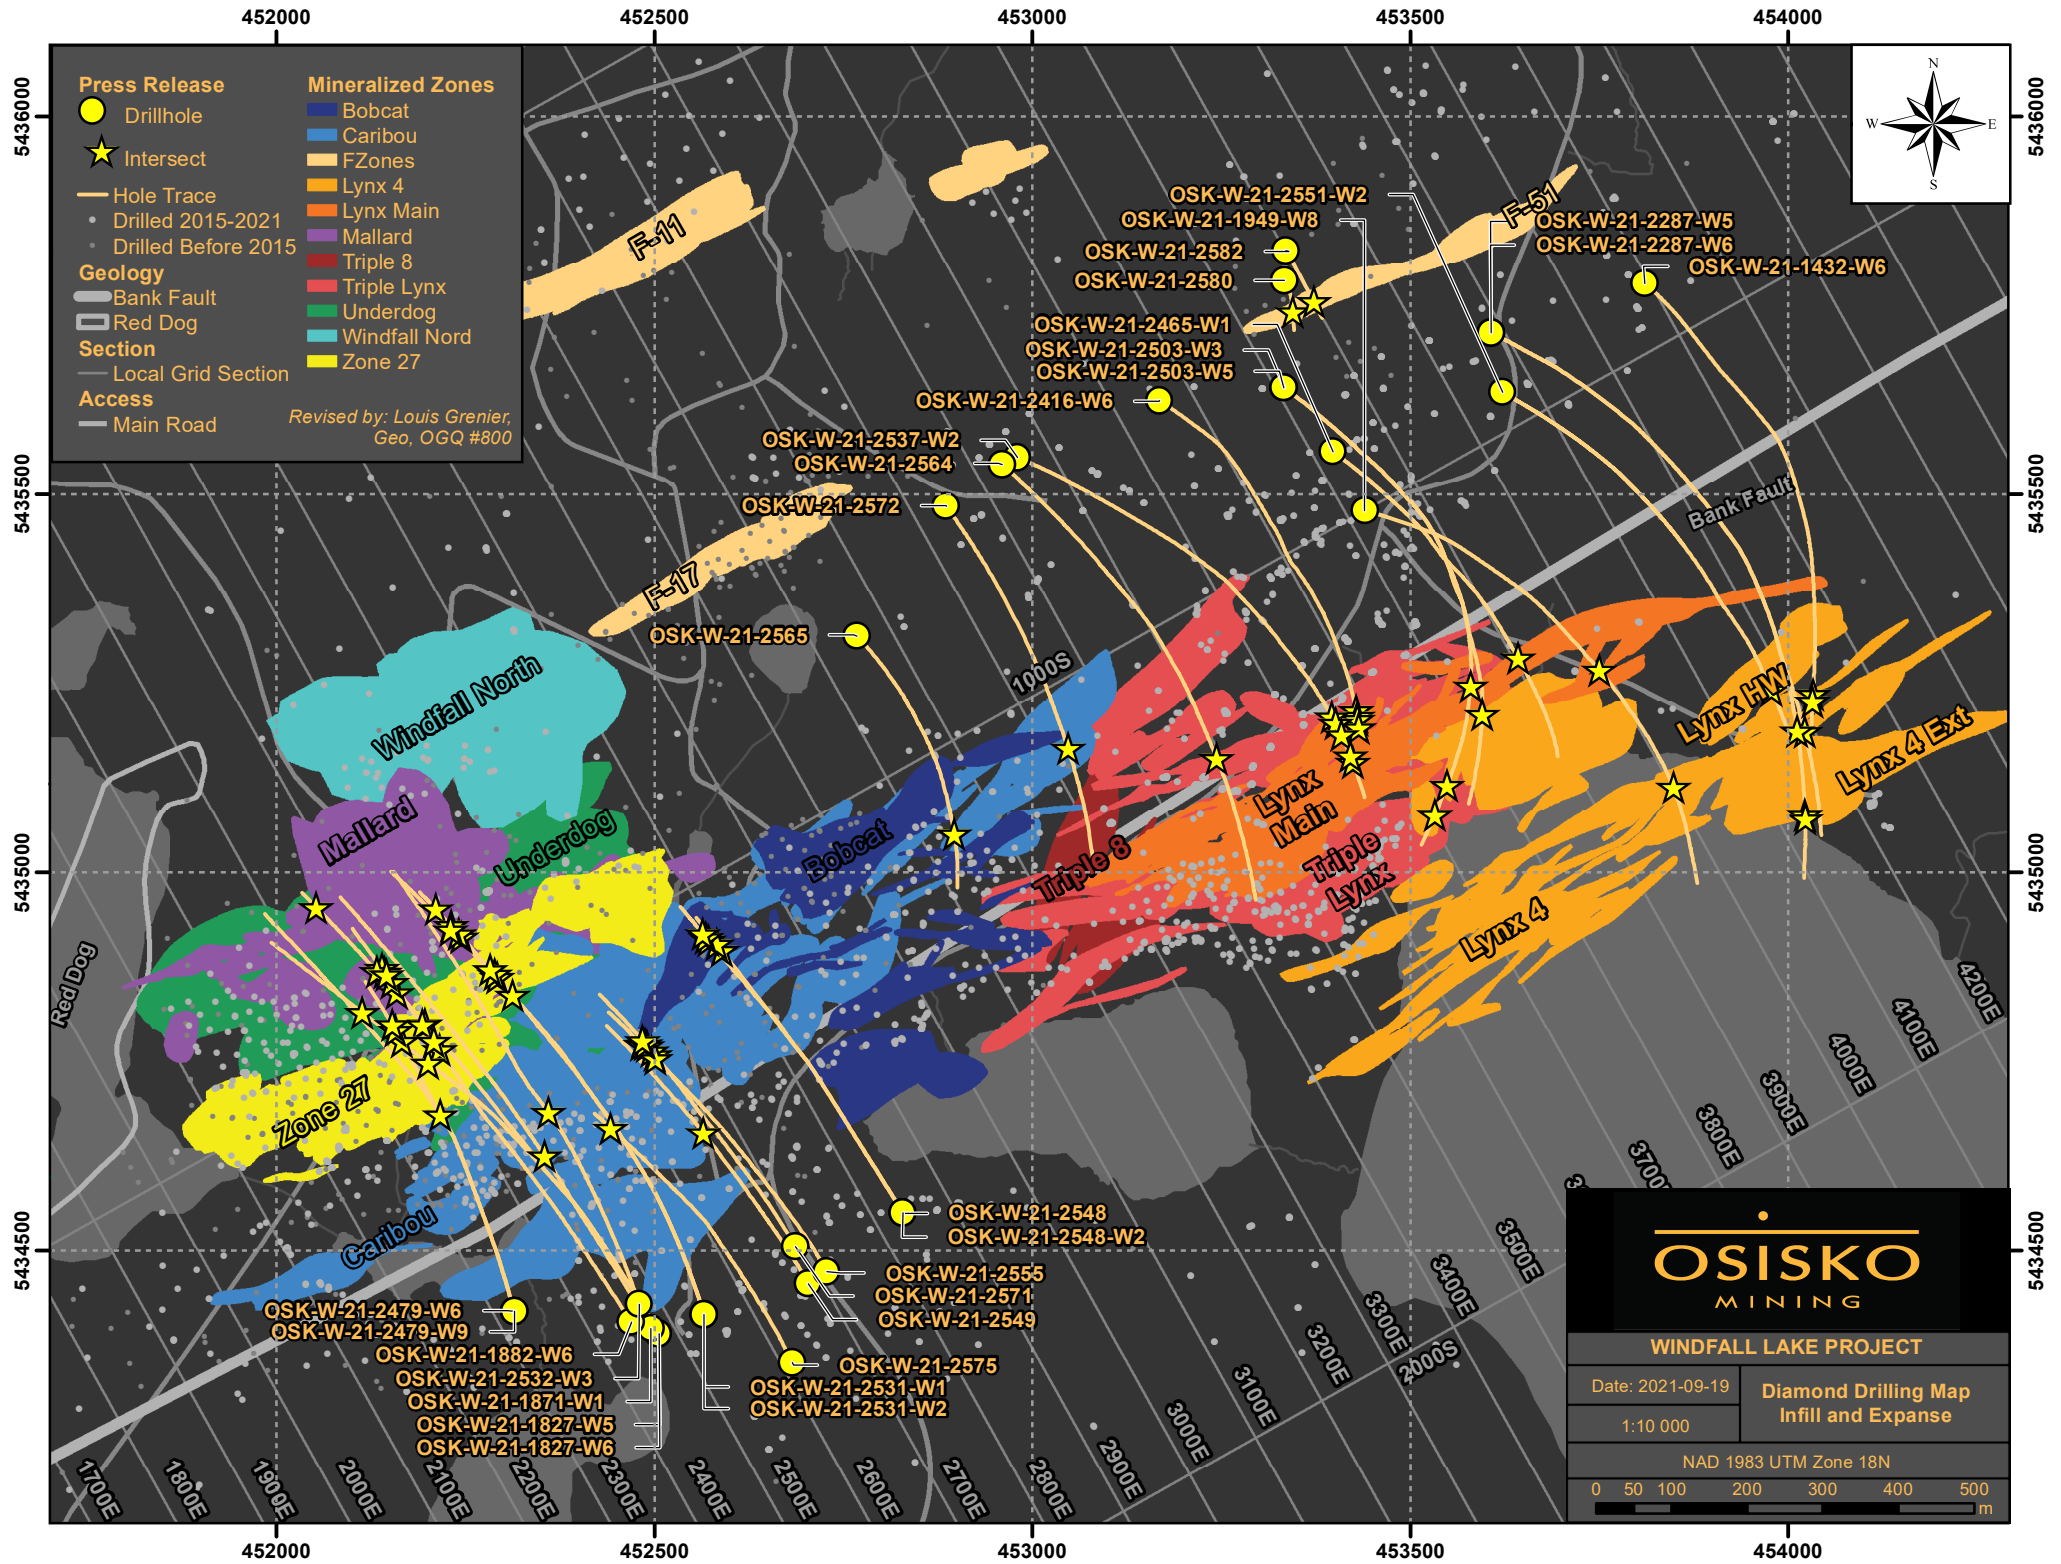 452000
452500
453000
453500
454000
5436000
5435500
5435000
5434500
5436000
5435500
5435000
5434500
Press Release
Drillhole
Intersect
Hole Trace
Drilled 2015-2021
Drilled Before 2015
Geology
Bank Fault
Red Dog
Section
Local Grid Section
Access
Main Road
Mineralized Zones
Bobcat
Caribou
FZones
Lynx 4
Lynx Main
Mallard
Triple 8
Triple Lynx
Underdog
Windfall Nord
Zone 27
Revised by: Louis Grenier,
Geo, OGQ #800
N
W
E
S
F-11
F-51
F-17
OSK-W-21-2551-W2
OSK-W-21-1949-W8
OSK-W-21-2582
OSK-W-21-2580
OSK-W-21-2465-W1
OSK-W-21-2503-W3
OSK-W-21-2503-W5
OSK-W-21-2416-W6
OSK-W-21-2287-W5
OSK-W-21-2287-W6
OSK-W-21-1432-W6
OSK-W-21-2537-W2
OSK-W-21-2564
OSK-W-21-2572
OSK-W-21-2565
Bank Fault
1000S
Windfall North
Mallard
Underdog
Bobcat
Triple 8
Lynx
Main
Triple
Lynx
Lynx HW
Lynx 4 Ext
Lynx 4
Red Dog
Zone 27
Caribou
OSK-W-21-2548
OSK-W-21-2548-W2
OSK-W-21-2555
OSK-W-21-2571
OSK-W-21-2549
OSK-W-21-2575
OSK-W-21-2531-W1
OSK-W-21-2531-W2
OSK-W-21-2479-W6
OSK-W-21-2479-W9
OSK-W-21-1882-W6
OSK-W-21-2532-W3
OSK-W-21-1871-W1
OSK-W-21-1827-W5
OSK-W-21-1827-W6
1700E
1800E
1900E
2000E
2100E
2200E
2300E
2400E
2500E
2600E
2700E
2800E
2900E
3000E
3100E
3200E
3300E
3400E
3500E
3700E
3800E
3900E
4000E
4100E
4200E
2000S
OSISKO
MINING
WINDFALL LAKE PROJECT
Date: 2021-09-19
1:10 000
Diamond Drilling Map
Infill and Expanse
NAD 1983 UTM Zone 18N
0 50 100 200 300 400 500
m
452000
452500
453000
453500
454000